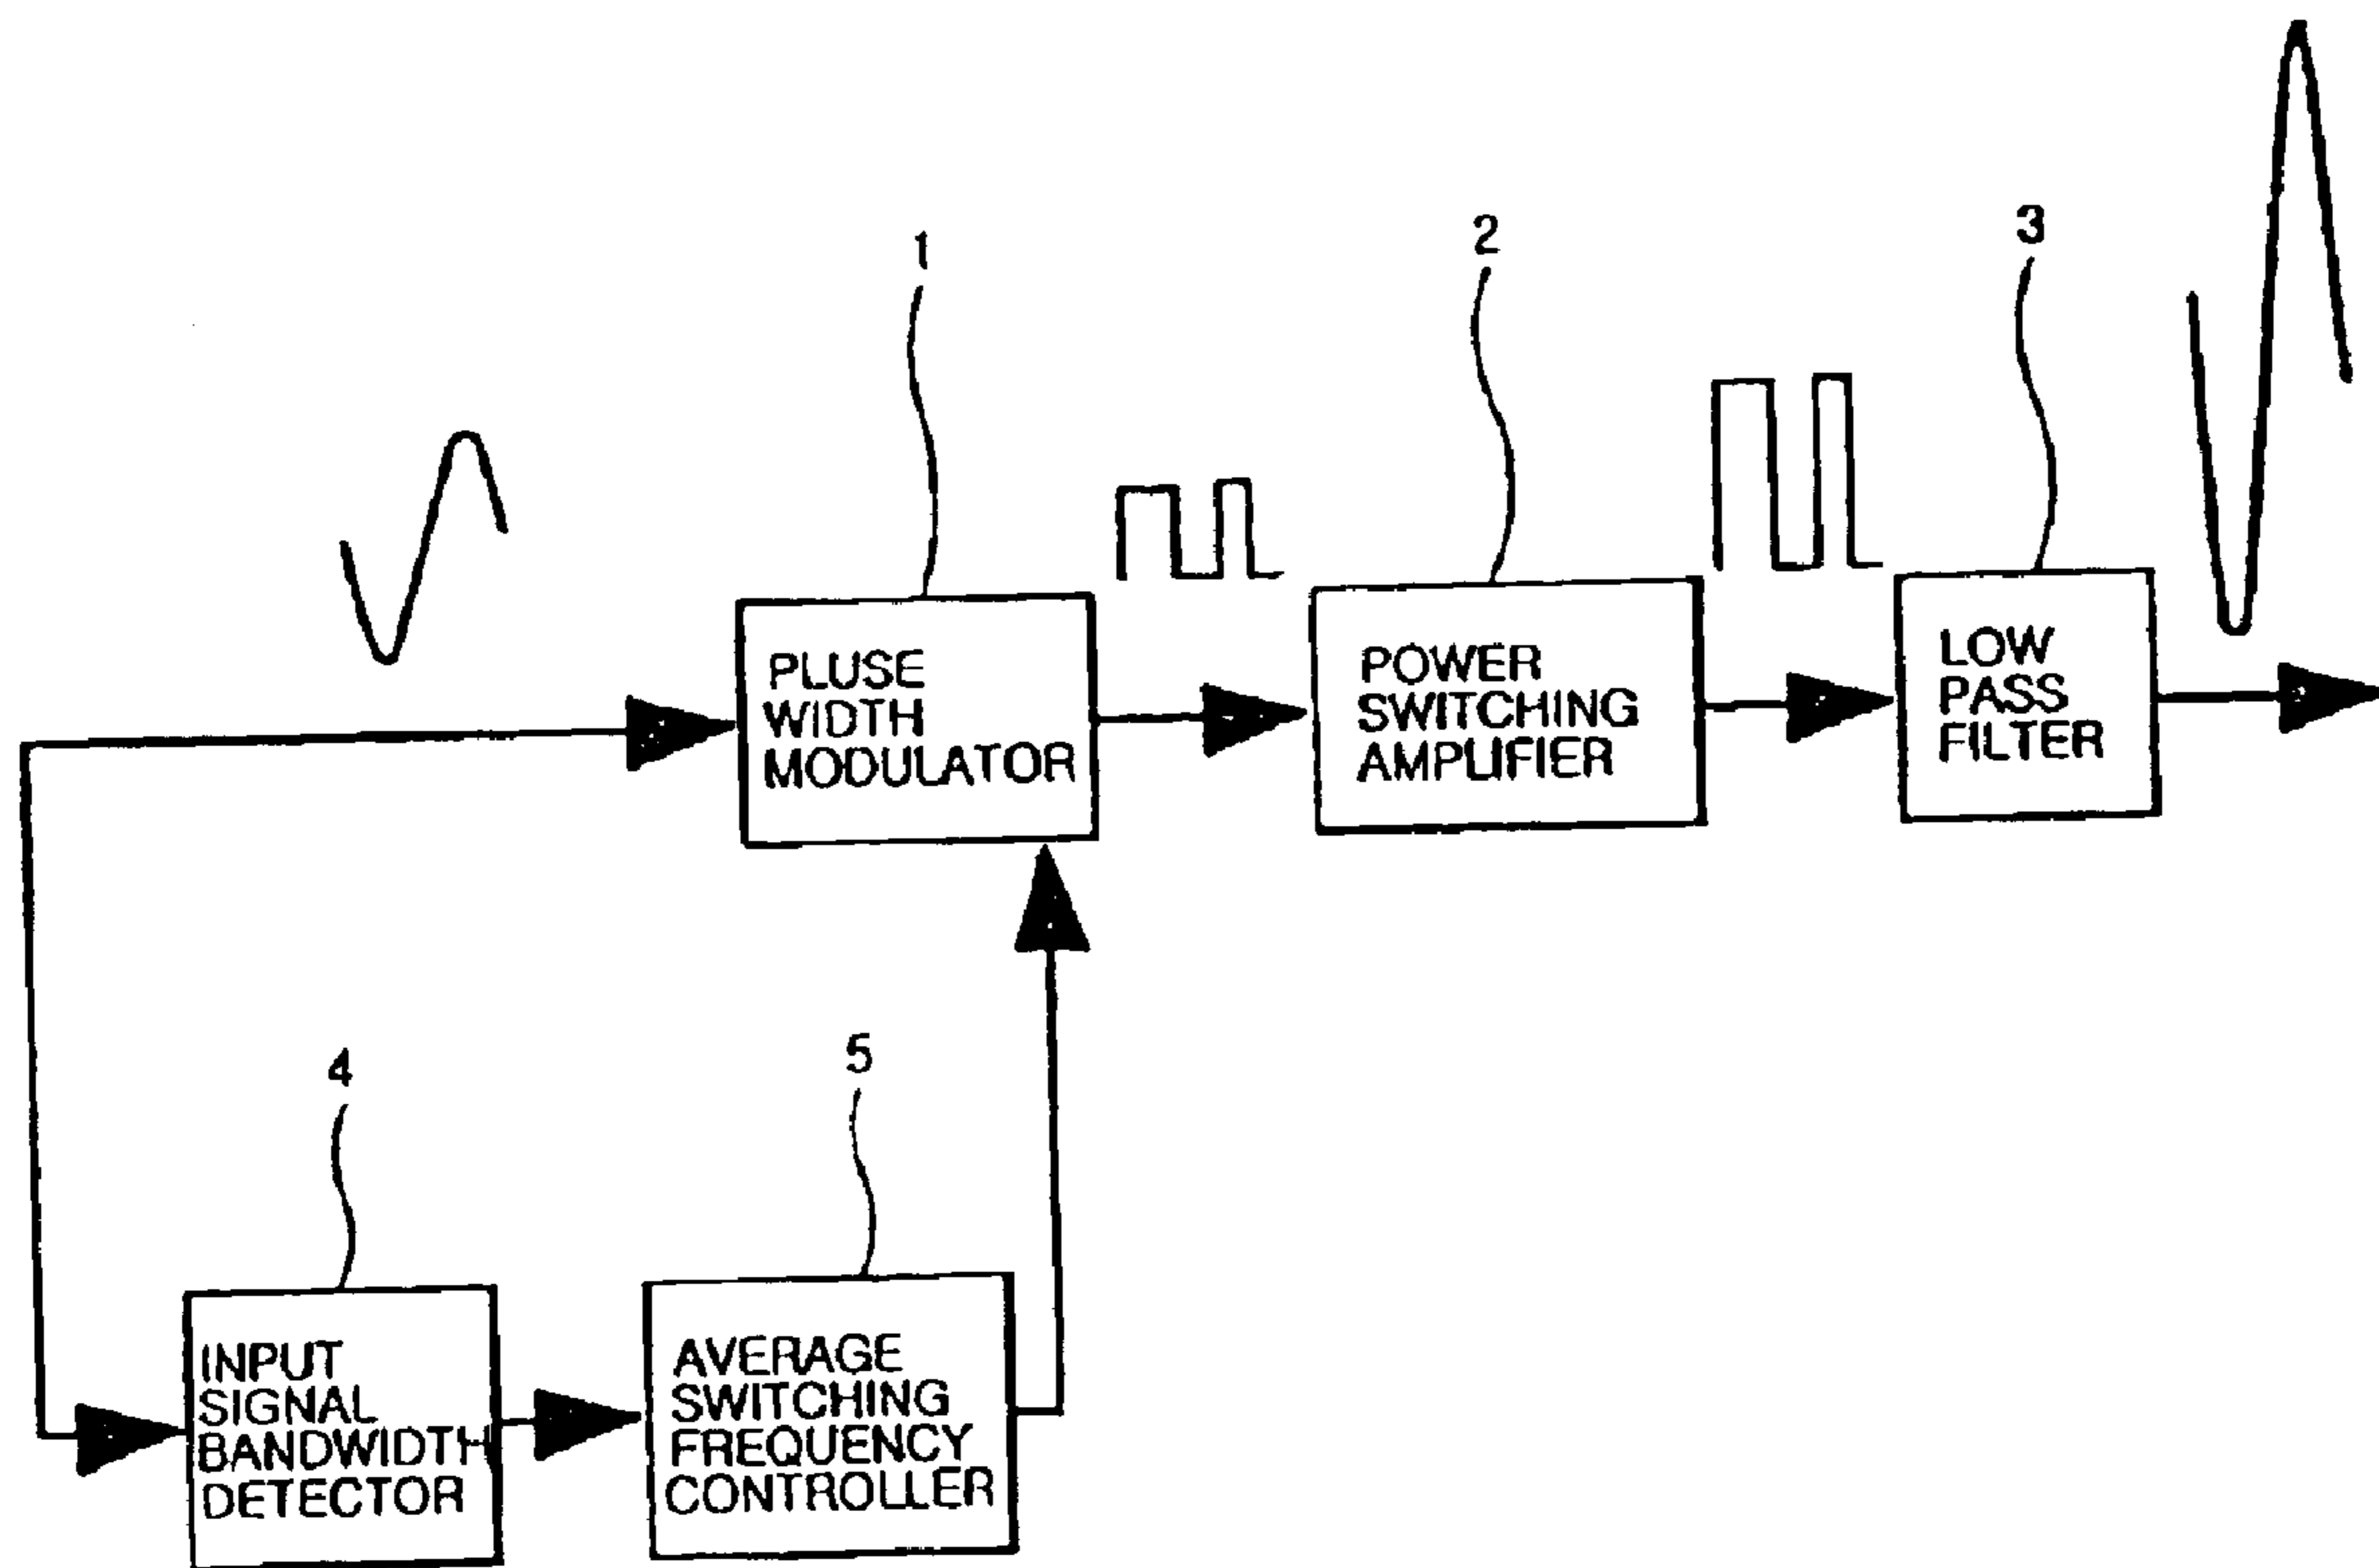 1
2
3
PLUSE
WIDTH
MODULATOR
POWER
SWITCHING
AMPLIFIER
LOW
PASS
FILTER
4
5
INPUT
SIGNAL
BANDWIDTH
DETECTOR
AVERAGE
SWITCHING
FREQUENCY
CONTROLLER